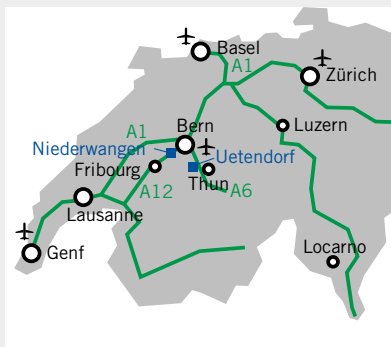 Basel
A1
Zürich
Bern
A1
Luzern
Niederwangen
Uetendorf
Fribourg
Thun
A12
A6
Lausanne
Genf
Locarno